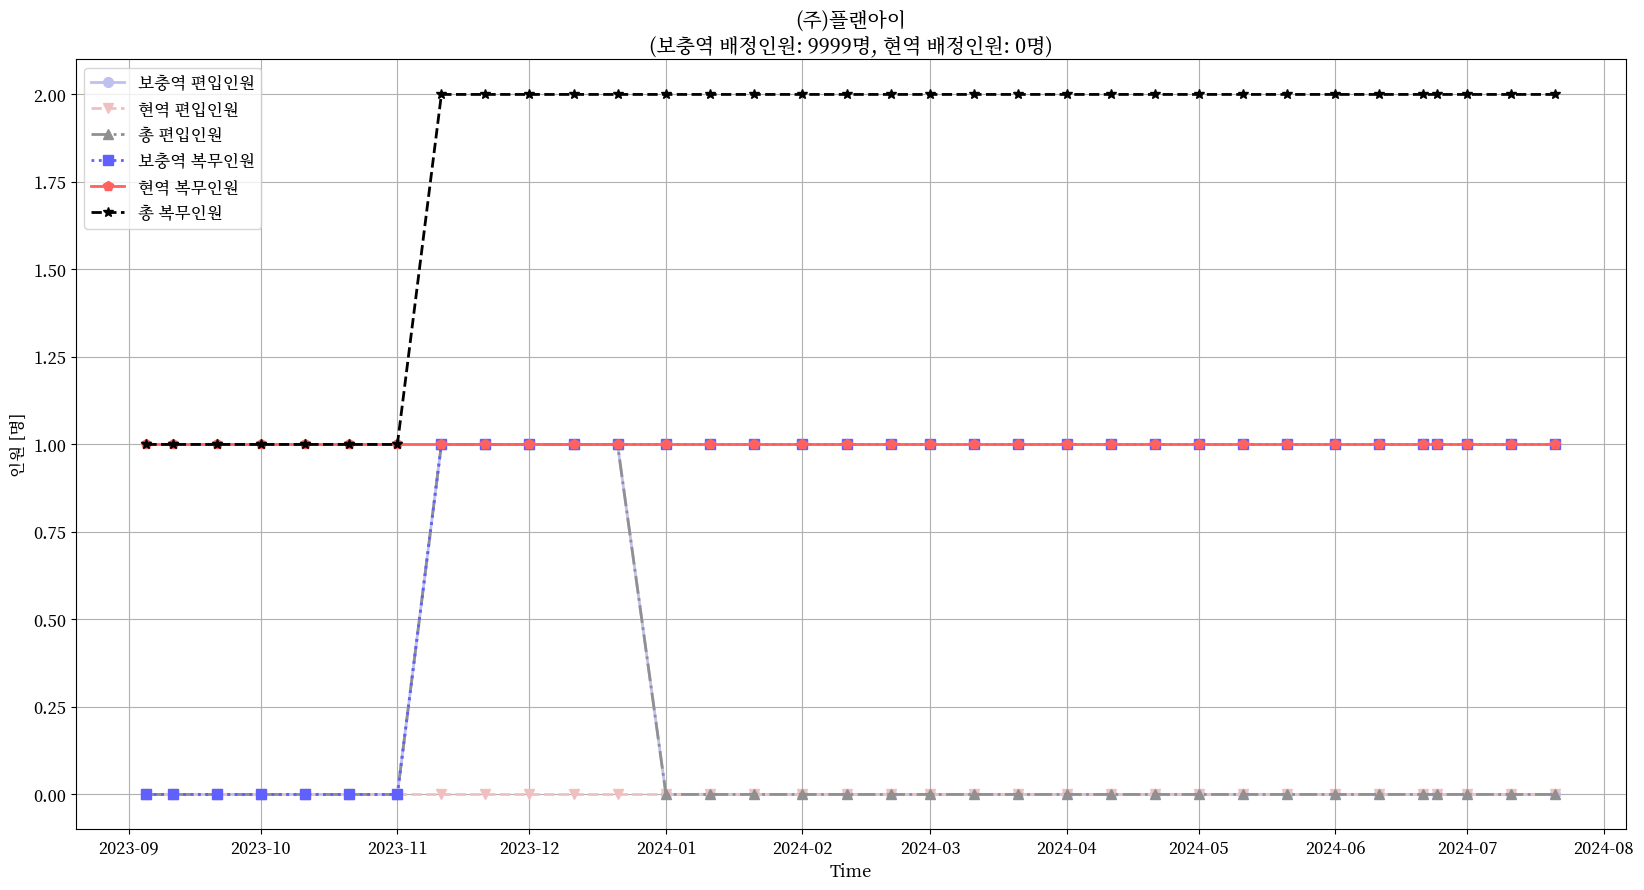 (주)플랜아이
(보충역 배정인원: 9999명, 현역 배정인원: 0명)
보충역 편입인원
현역 편입인원
총 편입인원
보충역 복무인원
현역 복무인원
총 복무인원
2.00
1.75
1.50
1.25
1.00
0.75
0.50
0.25
0.00
인원 [명]
2023-09 2023-10 2023-11 2023-12 2024-01 2024-02 2024-03 2024-04 2024-05 2024-06 2024-07 2024-08
Time